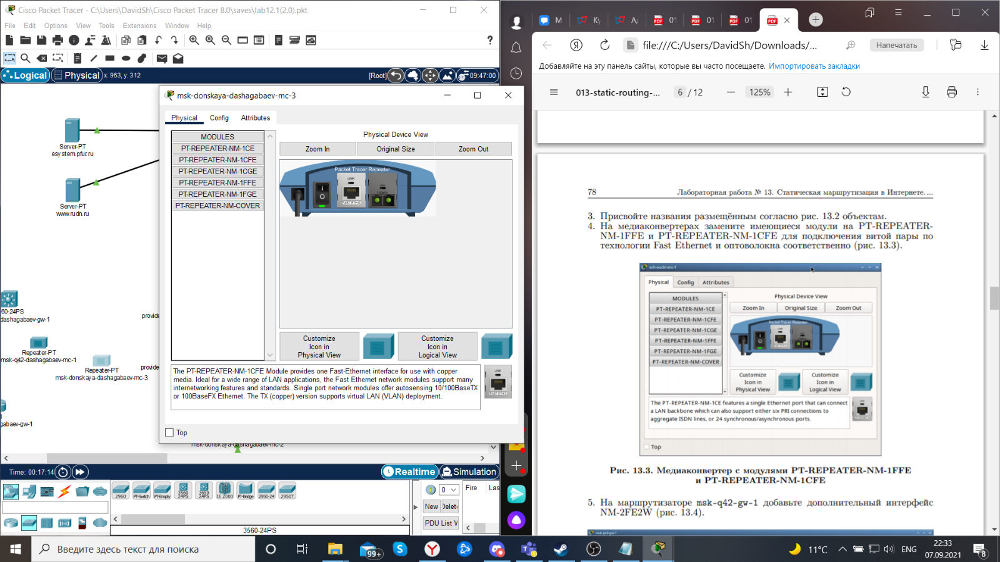 Cisco Packet Tracer - C:\Users\DavidSh\Cisco Packet Tracer 8.0\saves\lab12.1(2.0).pkt
File Edit Options View Tools Extensions Window Help
?
Logical Physical x: 963, y: 312 [Root] 09:47:00
Server-PT
esystem.pfur.ru
Server-PT
www.rudn.ru
60-24PS
dashagabaev-gw-1
provide
Repeater-PT
msk-q42-dashagabaev-mc-1
Repeater-PT
msk-donskaya-dashagabaev-mc-3
provide
gabaev-gw-1
msk-donskaya-dashagabaev-mc-2
msk-donskaya-dashagabaev-mc-3
Physical Config Attributes
MODULES
PT-REPEATER-NM-1CE
PT-REPEATER-NM-1CFE
PT-REPEATER-NM-1CGE
PT-REPEATER-NM-1FFE
PT-REPEATER-NM-1FGE
PT-REPEATER-NM-COVER
Physical Device View
Zoom In Original Size Zoom Out
Packet Tracer Repeater
LINK
FAST ETH 0
Customize
Icon in
Physical View
Customize
Icon in
Logical View
The PT-REPEATER-NM-1CFE Module provides one Fast-Ethernet interface for use with copper
media. Ideal for a wide range of LAN applications, the Fast Ethernet network modules support many
internetworking features and standards. Single port network modules offer autosensing 10/100BaseTX
or 100BaseFX Ethernet. The TX (copper) version supports virtual LAN (VLAN) deployment.
LINK
Top
Time: 00:17:14 Realtime Simulation
2960 PT-Switch PT-Empty 3560 24PS 3650 24PS IE 2000 PT-Bridge 2950-24 2950T
3560-24PS
0
New Delete
PDU List W
Fire Las
М Ку А 01 01 01
Я file:///C:/Users/DavidSh/Downloads/... Напечатать
Добавляйте на эту панель сайты, которые вы часто посещаете. Импортировать закладки
013-static-routing-... 6 / 12 125%
78 Лабораторная работа № 13. Статическая маршрутизация в Интернете. ...
3. Присвойте названия размещённым согласно рис. 13.2 объектам.
4. На медиаконвертерах замените имеющиеся модули на PT-REPEATER-
NM-1FFE и PT-REPEATER-NM-1CFE для подключения витой пары по
технологии Fast Ethernet и оптоволокна соответственно (рис. 13.3).
sch-sochi-mc-1
Physical Config Attributes
MODULES
PT-REPEATER-NM-1CE
PT-REPEATER-NM-1CFE
PT-REPEATER-NM-1CGE
PT-REPEATER-NM-1FFE
PT-REPEATER-NM-1FGE
PT-REPEATER-NM-COVER
Physical Device View
Zoom In Original Size Zoom Out
Packet Tracer Repeater
Customize
Icon in
Physical View
Customize
Icon in
Logical View
The PT-REPEATER-NM-1CE features a single Ethernet port that can connect
a LAN backbone which can also support either six PRI connections to
aggregate ISDN lines, or 24 synchronous/asynchronous ports.
Top
Рис. 13.3. Медиаконвертер с модулями PT-REPEATER-NM-1FFE
и PT-REPEATER-NM-1CFE
5. На маршрутизаторе msk-q42-gw-1 добавьте дополнительный интерфейс
NM-2FE2W (рис. 13.4).
msk-q42-gw-1
Введите здесь текст для поиска
99+
11°C ENG
22:33
07.09.2021
8